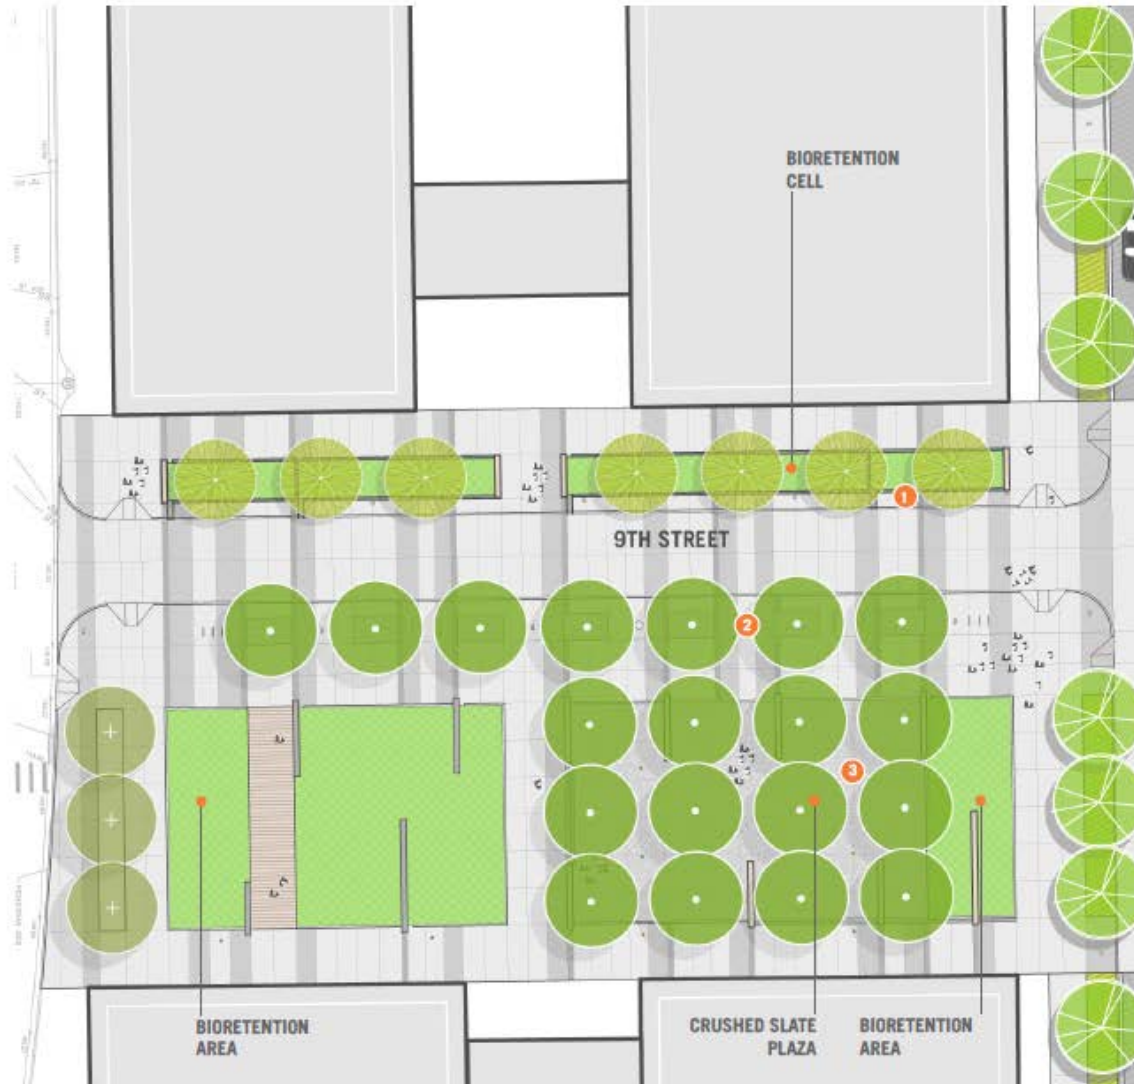 BIORETENTION
CELL
1
9TH STREET
2
3
BIORETENTION
AREA
CRUSHED SLATE
PLAZA
BIORETENTION
AREA